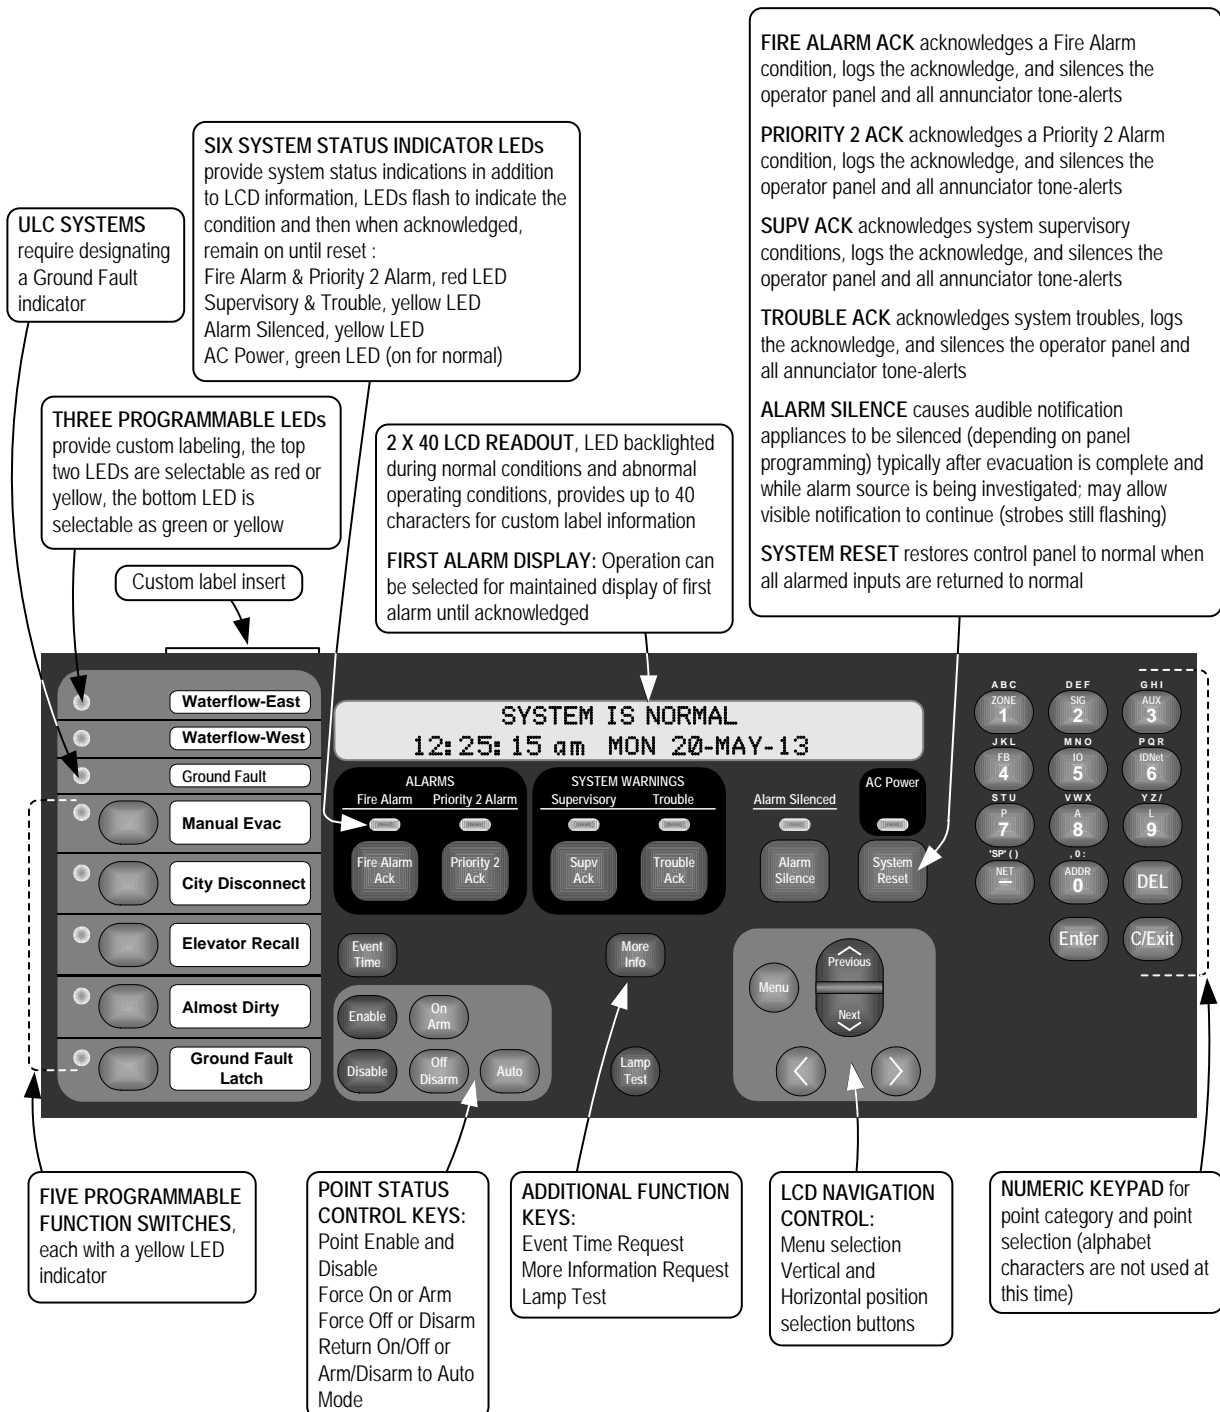 FIRE ALARM ACK acknowledges a Fire Alarm
condition, logs the acknowledge, and silences the
operator panel and all annunciator tone-alerts
PRIORITY 2 ACK acknowledges a Priority 2 Alarm
condition, logs the acknowledge, and silences the
operator panel and all annunciator tone-alerts
SUPV ACK acknowledges system supervisory
conditions, logs the acknowledge, and silences the
operator panel and all annunciator tone-alerts
TROUBLE ACK acknowledges system troubles, logs
the acknowledge, and silences the operator panel and
all annunciator tone-alerts
ALARM SILENCE causes audible notification
appliances to be silenced (depending on panel
programming) typically after evacuation is complete and
while alarm source is being investigated; may allow
visible notification to continue (strobes still flashing)
SYSTEM RESET restores control panel to normal when
all alarmed inputs are returned to normal
SIX SYSTEM STATUS INDICATOR LEDs
provide system status indications in addition
to LCD information, LEDs flash to indicate the
condition and then when acknowledged,
remain on until reset :
Fire Alarm & Priority 2 Alarm, red LED
Supervisory & Trouble, yellow LED
Alarm Silenced, yellow LED
AC Power, green LED (on for normal)
ULC SYSTEMS
require designating
a Ground Fault
indicator
THREE PROGRAMMABLE LEDs
provide custom labeling, the top
two LEDs are selectable as red or
yellow, the bottom LED is
selectable as green or yellow
2 X 40 LCD READOUT, LED backlighted
during normal conditions and abnormal
operating conditions, provides up to 40
characters for custom label information
FIRST ALARM DISPLAY: Operation can
be selected for maintained display of first
alarm until acknowledged
Custom label insert
Waterflow-East
Waterflow-West
Ground Fault
Manual Evac
City Disconnect
Elevator Recall
Almost Dirty
Ground Fault
Latch
SYSTEM IS NORMAL
12:25:15 am MON 20-MAY-13
ALARMS
Fire Alarm Priority 2 Alarm
SYSTEM WARNINGS
Supervisory Trouble
Alarm Silenced
AC Power
Fire Alarm
Ack
Priority 2
Ack
Supv
Ack
Trouble
Ack
Alarm
Silence
System
Reset
Event
Time
More
Info
Enable
On
Arm
Disable
Off
Disarm
Auto
Lamp
Test
Menu
Previous
Next
ABC DEF GHI
ZONE SIG AUX
1 2 3
JKL MNO PQR
FB IO IDNet
4 5 6
STU VWX YZ/
P A L
7 8 9
'SP' ( ) , 0 :
NET ADDR
— 0 DEL
Enter C/Exit
FIVE PROGRAMMABLE
FUNCTION SWITCHES,
each with a yellow LED
indicator
POINT STATUS
CONTROL KEYS:
Point Enable and
Disable
Force On or Arm
Force Off or Disarm
Return On/Off or
Arm/Disarm to Auto
Mode
ADDITIONAL FUNCTION
KEYS:
Event Time Request
More Information Request
Lamp Test
LCD NAVIGATION
CONTROL:
Menu selection
Vertical and
Horizontal position
selection buttons
NUMERIC KEYPAD for
point category and point
selection (alphabet
characters are not used at
this time)